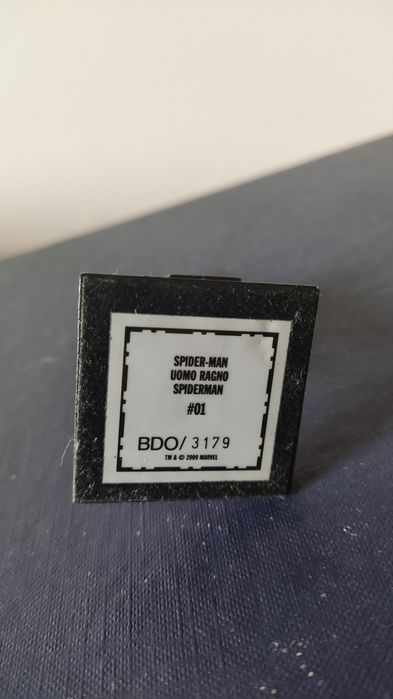 SPIDER-MAN
UOMO RAGNO
SPIDERMAN
#01
BDO/3179
TM & © 2009 MARVEL